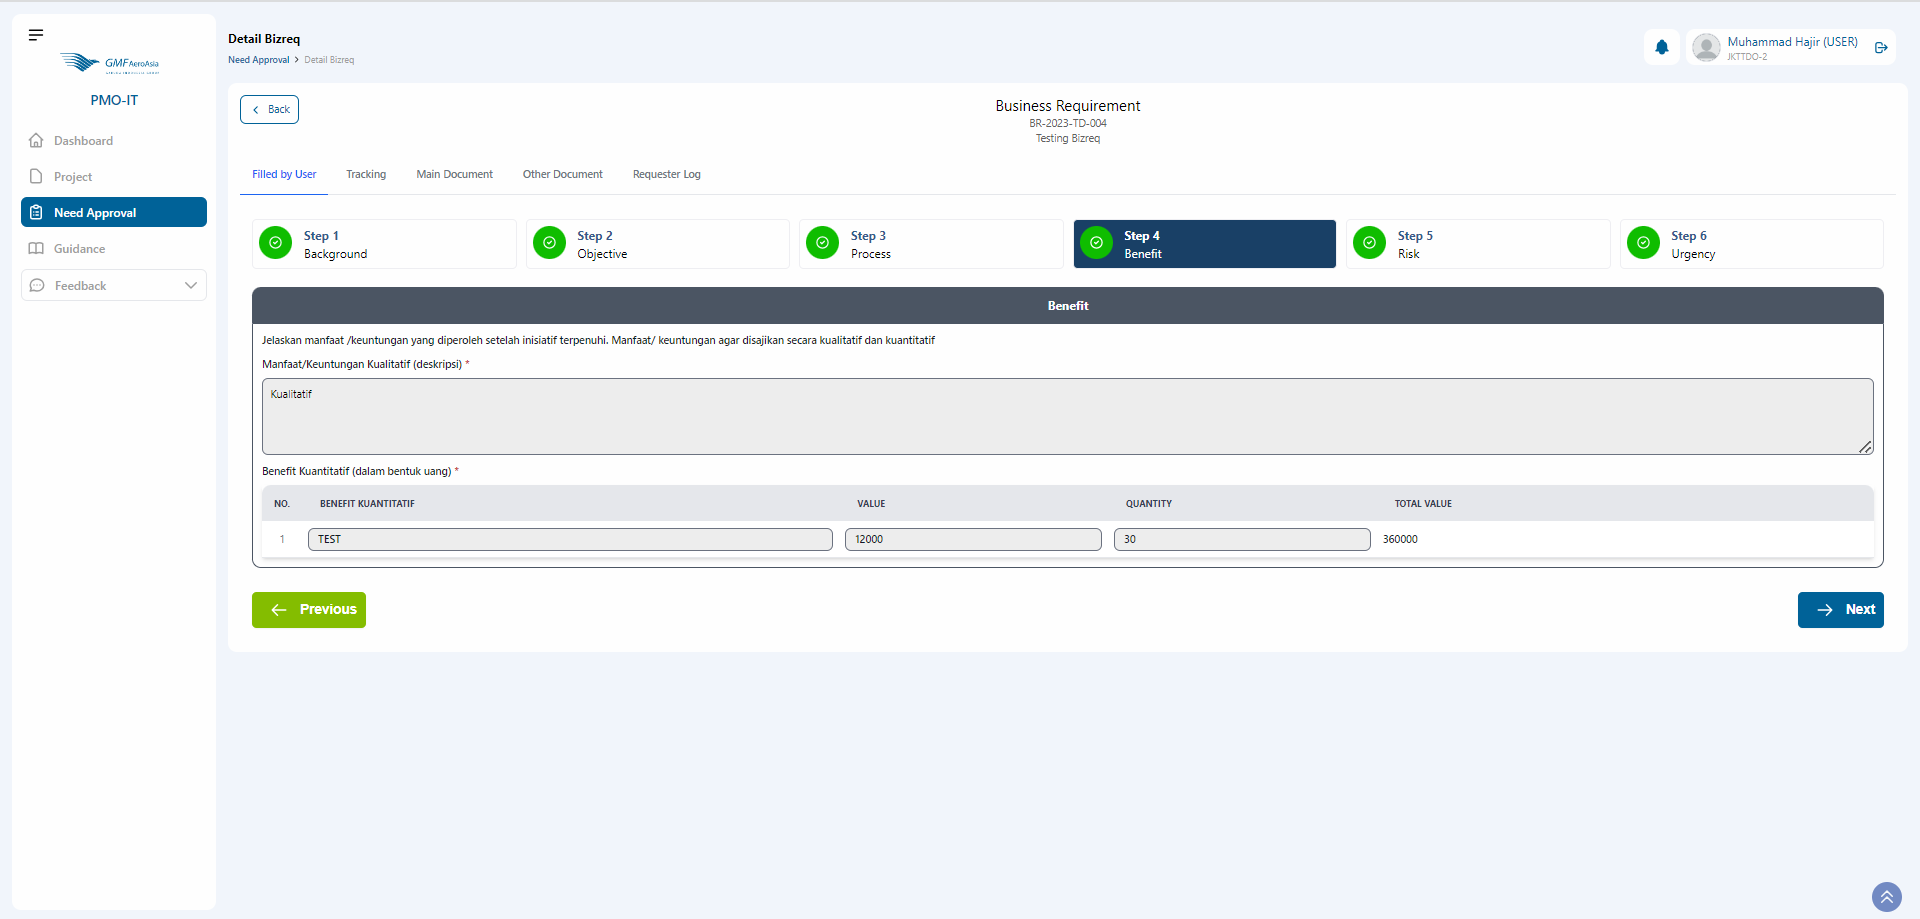 Detail Bizreq
Need Approval > Detail Bizreq
Muhammad Hajir (USER)
JKTTDO-2
GMF AeroAsia
PMO-IT
Dashboard
Project
Need Approval
Guidance
Feedback
Back
Business Requirement
BR-2023-TD-004
Testing Bizreq
Filled by User Tracking Main Document Other Document Requester Log
Step 1
Background
Step 2
Objective
Step 3
Process
Step 4
Benefit
Step 5
Risk
Step 6
Urgency
Benefit
Jelaskan manfaat /keuntungan yang diperoleh setelah inisiatif terpenuhi. Manfaat/ keuntungan agar disajikan secara kualitatif dan kuantitatif
Manfaat/Keuntungan Kualitatif (deskripsi) *
Kualitatif
Benefit Kuantitatif (dalam bentuk uang) *
NO. BENEFIT KUANTITATIF VALUE QUANTITY TOTAL VALUE
1 TEST 12000 30 360000
Previous
Next